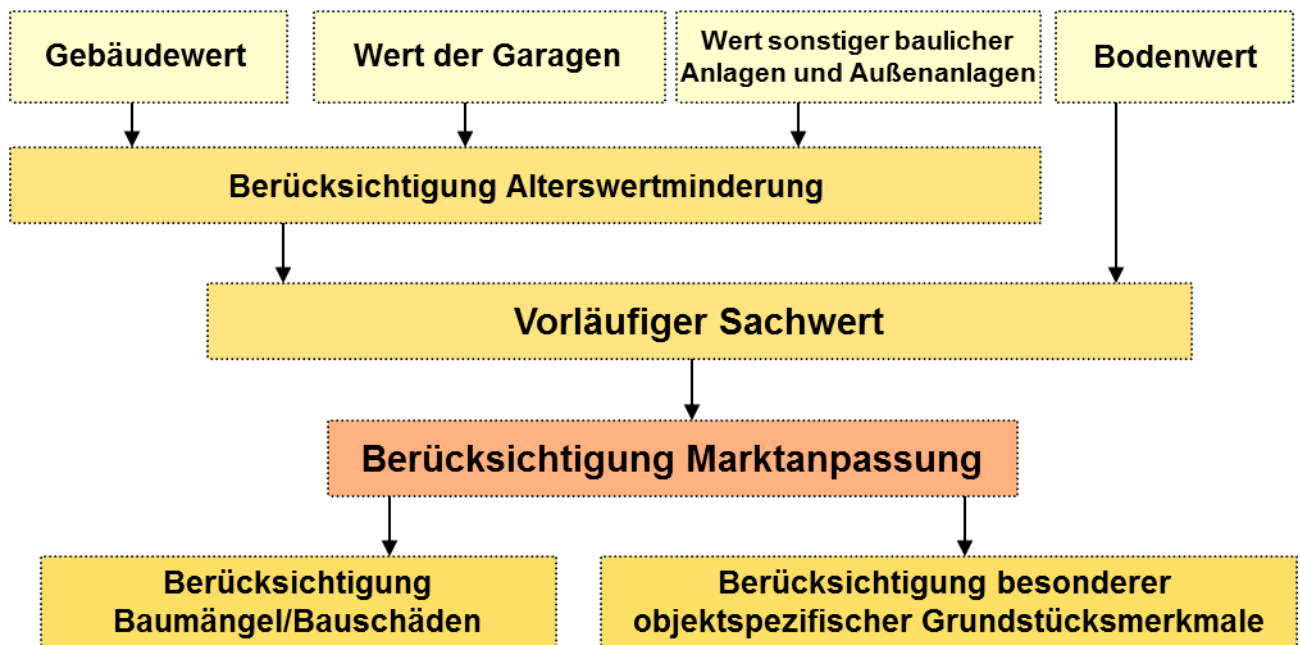 Gebäudewert
Wert der Garagen
Wert sonstiger baulicher
Anlagen und Außenanlagen
Bodenwert
Berücksichtigung Alterswertminderung
Vorläufiger Sachwert
Berücksichtigung Marktanpassung
Berücksichtigung
Baumängel/Bauschäden
Berücksichtigung besonderer
objektspezifischer Grundstücksmerkmale